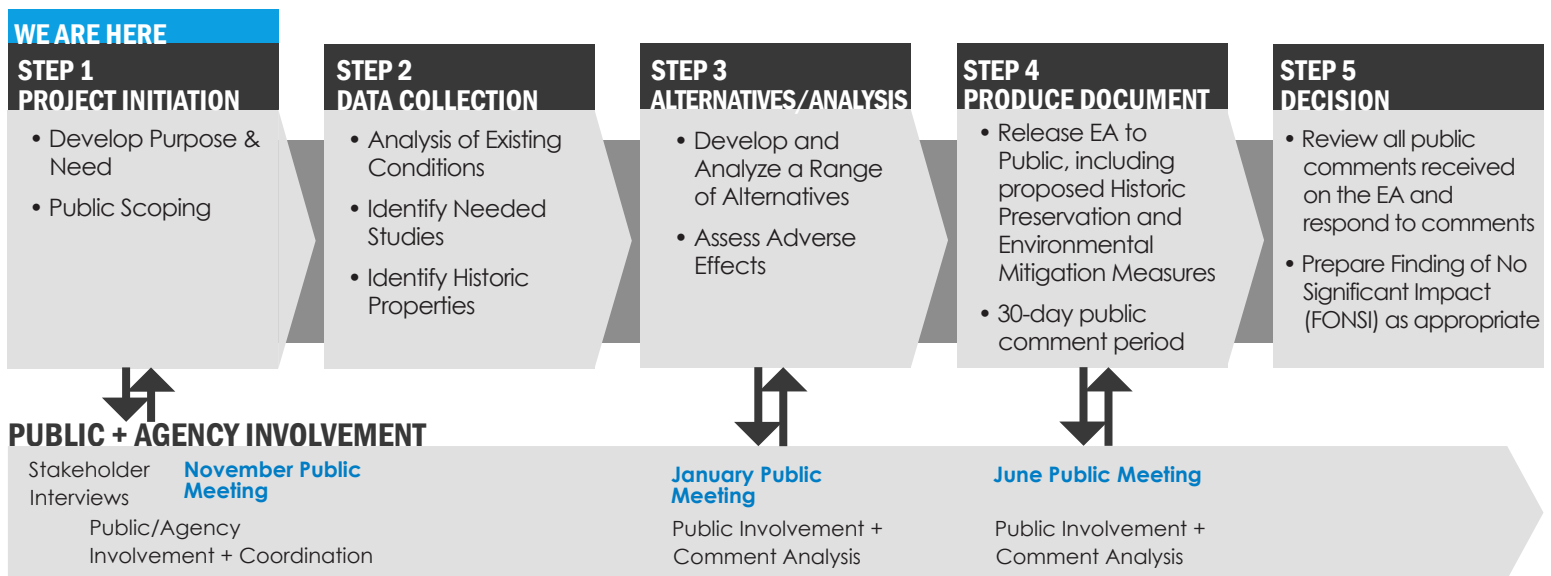 WE ARE HERE
STEP 1
PROJECT INITIATION
• Develop Purpose &
Need
• Public Scoping
STEP 2
DATA COLLECTION
• Analysis of Existing
Conditions
• Identify Needed
Studies
• Identify Historic
Properties
STEP 3
ALTERNATIVES/ANALYSIS
• Develop and
Analyze a Range
of Alternatives
• Assess Adverse
Effects
STEP 4
PRODUCE DOCUMENT
• Release EA to
Public, including
proposed Historic
Preservation and
Environmental
Mitigation Measures
• 30-day public
comment period
STEP 5
DECISION
• Review all public
comments received
on the EA and
respond to comments
• Prepare Finding of No
Significant Impact
(FONSI) as appropriate
PUBLIC + AGENCY INVOLVEMENT
Stakeholder
Interviews
November Public
Meeting
Public/Agency
Involvement + Coordination
January Public
Meeting
Public Involvement +
Comment Analysis
June Public Meeting
Public Involvement +
Comment Analysis